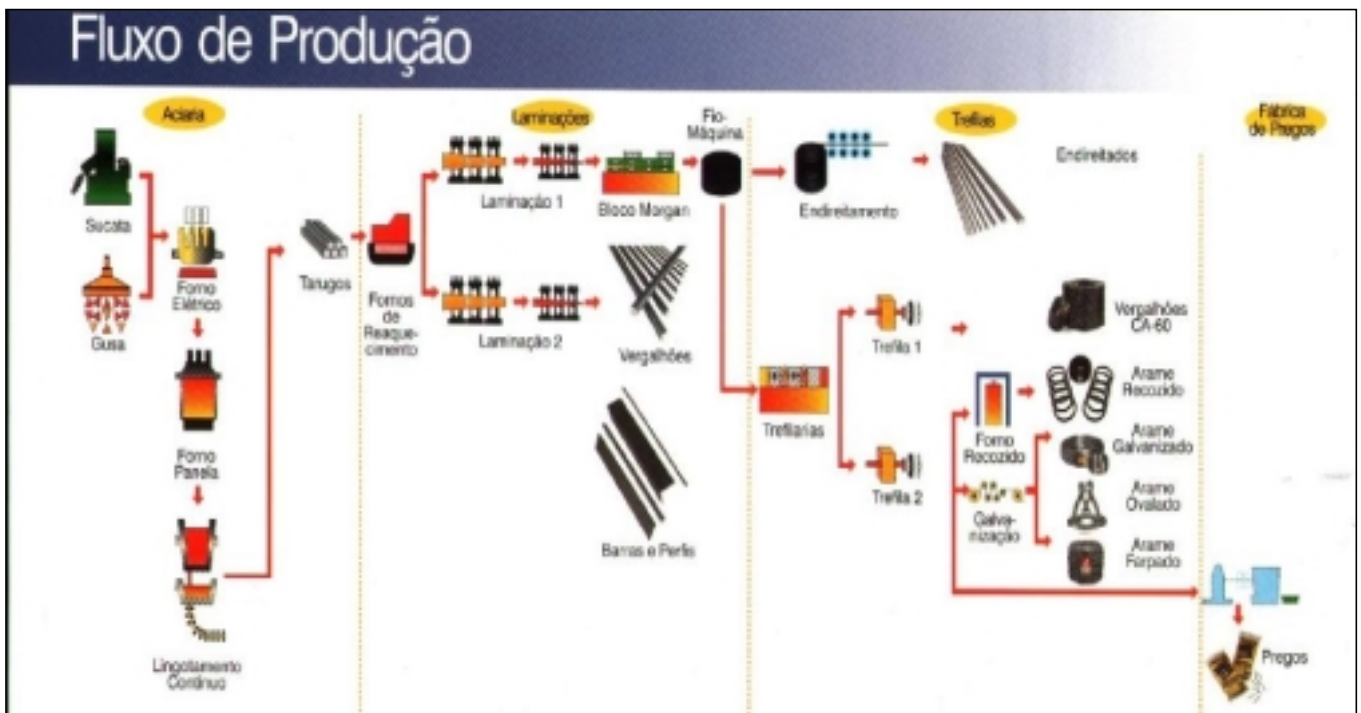 Fluxo de Produção
Aciaria
Sucata
Gusa
Forno
Elétrico
Forno
Panela
Lingotamento
Contínuo
Tarugos
Laminações
Fornos
de
Reaque-
cimento
Laminação 1
Bloco Morgan
Laminação 2
Vergalhões
Barras e Perfis
Fio-
Máquina
Trefilas
Endireitamento
Endireitados
Trefilarias
Trefila 1
Trefila 2
Vergalhões
CA-60
Forno
Recozido
Arame
Recozido
Galva-
nização
Arame
Galvanizado
Arame
Ovalado
Arame
Farpado
Fábrica
de Pregos
Pregos